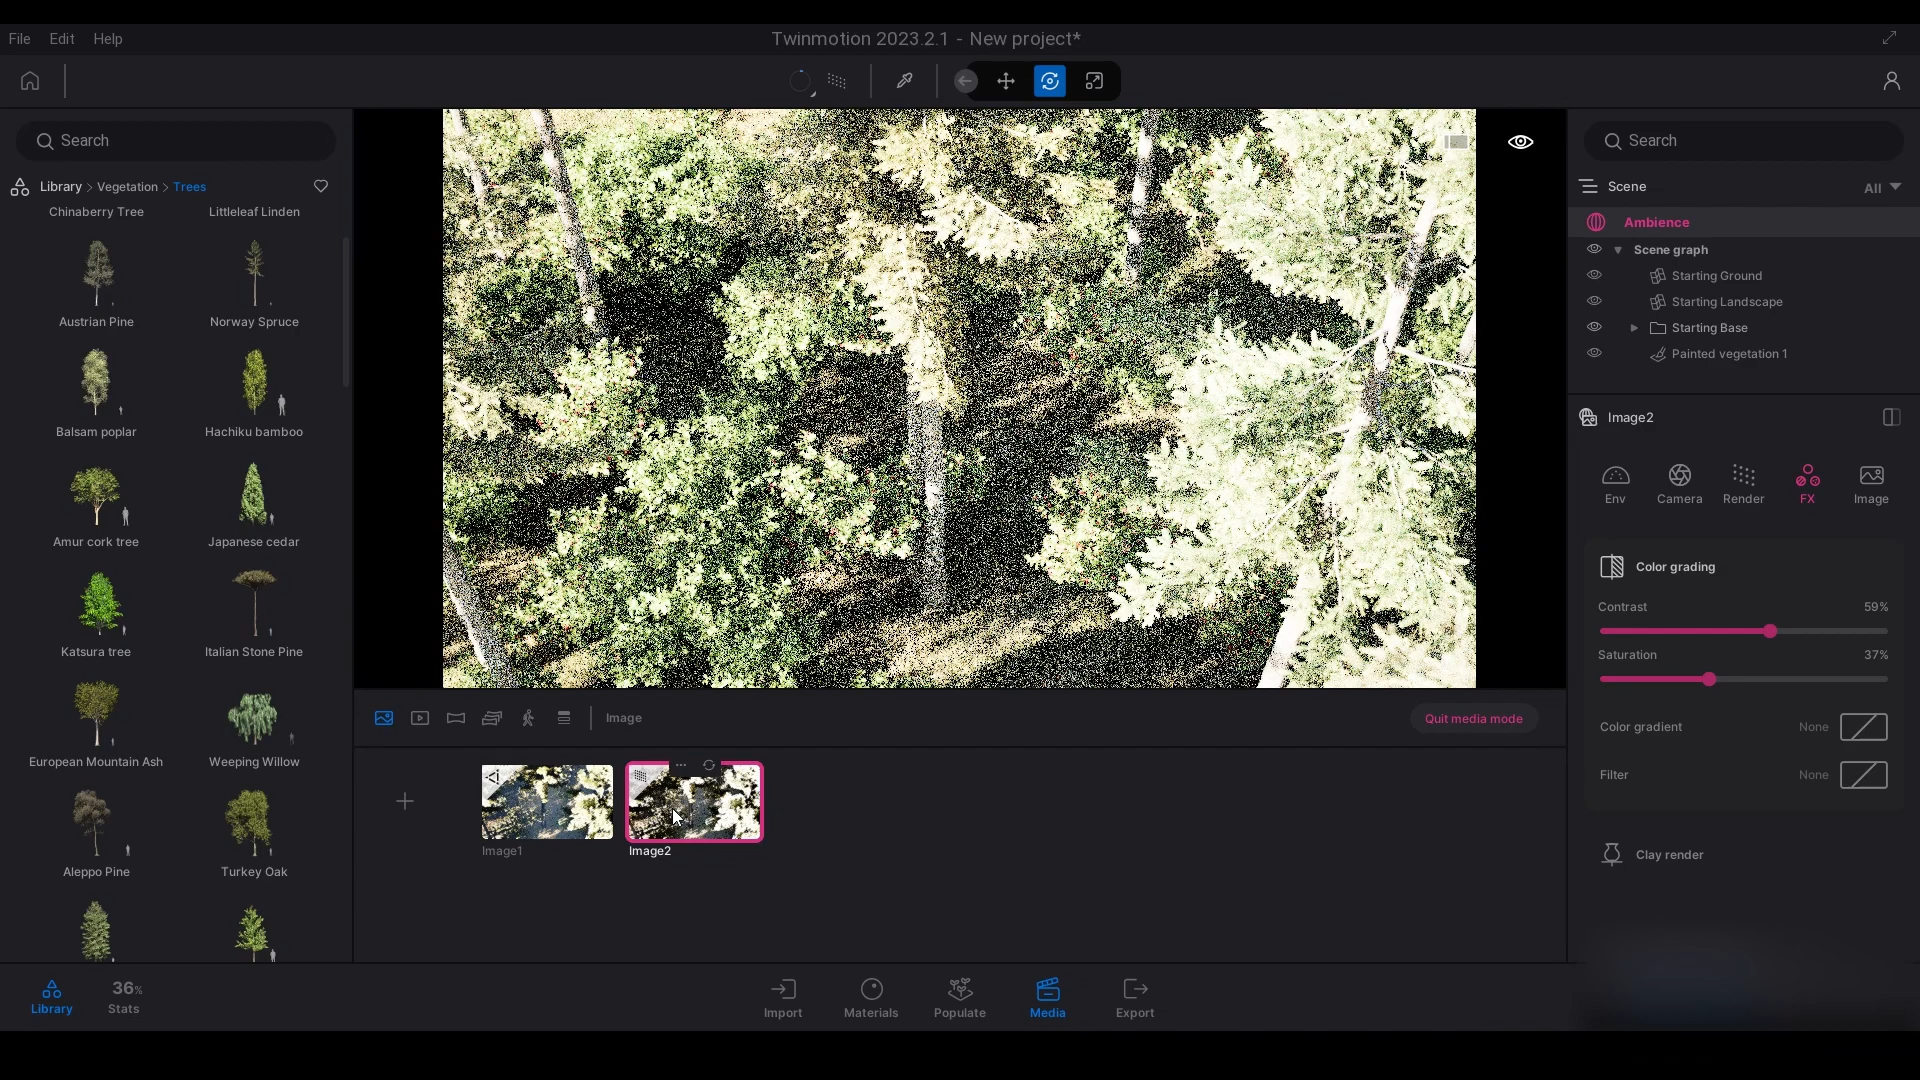 File Edit Help
Twinmotion 2023.2.1 - New project*
Search
Library > Vegetation > Trees
Chinaberry Tree
Littleleaf Linden
Austrian Pine
Norway Spruce
Balsam poplar
Hachiku bamboo
Amur cork tree
Japanese cedar
Katsura tree
Italian Stone Pine
European Mountain Ash
Weeping Willow
Aleppo Pine
Turkey Oak
Library
36%
Stats
Image
Quit media mode
Image1
Image2
Import
Materials
Populate
Media
Export
Search
Scene
All
Ambience
Scene graph
Starting Ground
Starting Landscape
Starting Base
Painted vegetation 1
Image2
Env
Camera
Render
FX
Image
Color grading
Contrast 59%
Saturation 37%
Color gradient None
Filter None
Clay render